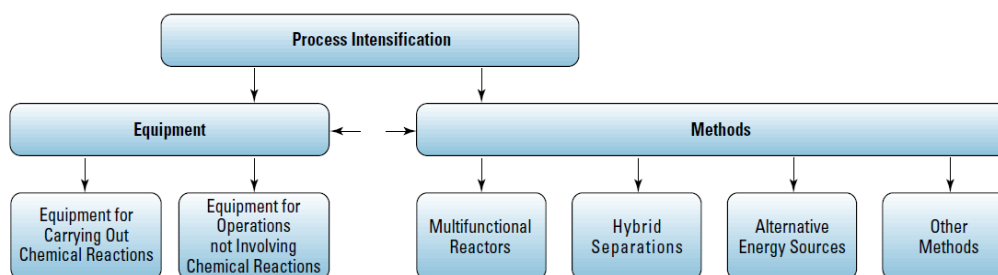 Process Intensification
Equipment
Methods
Equipment for
Carrying Out
Chemical Reactions
Equipment for
Operations
not Involving
Chemical Reactions
Multifunctional
Reactors
Hybrid
Separations
Alternative
Energy Sources
Other
Methods